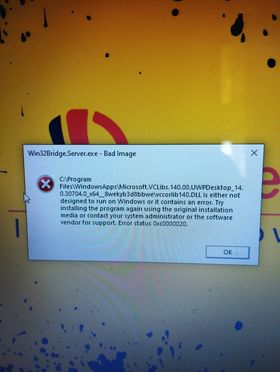 Win32Bridge.Server.exe - Bad Image
C:\Program
Files\WindowsApps\Microsoft.VCLibs.140.00.UWPDesktop_14.
0.30704.0_x64__8wekyb3d8bbwe\vccorlib140.DLL is either not
designed to run on Windows or it contains an error. Try
installing the program again using the original installation
media or contact your system administrator or the software
vendor for support. Error status 0xc0000020.
OK